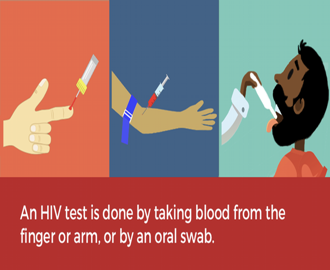 An HIV test is done by taking blood from the
finger or arm, or by an oral swab.